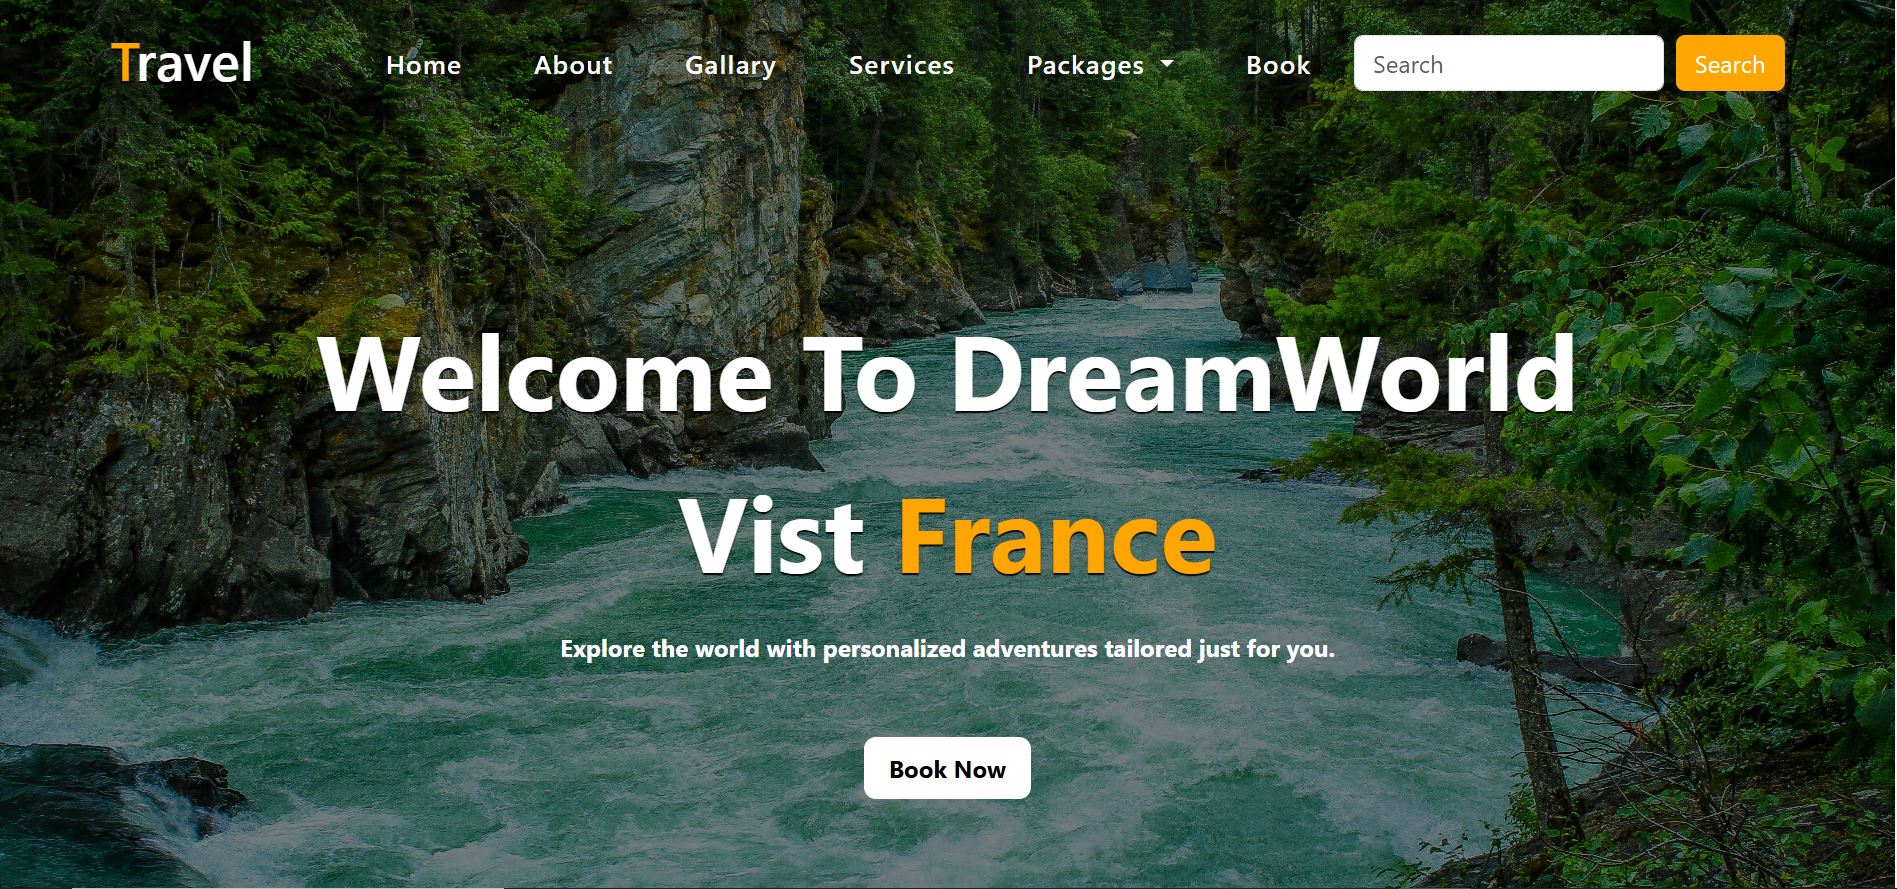 Travel Home About Gallary Services Packages Book Search Search
Welcome To DreamWorld
Vist France
Explore the world with personalized adventures tailored just for you.
Book Now